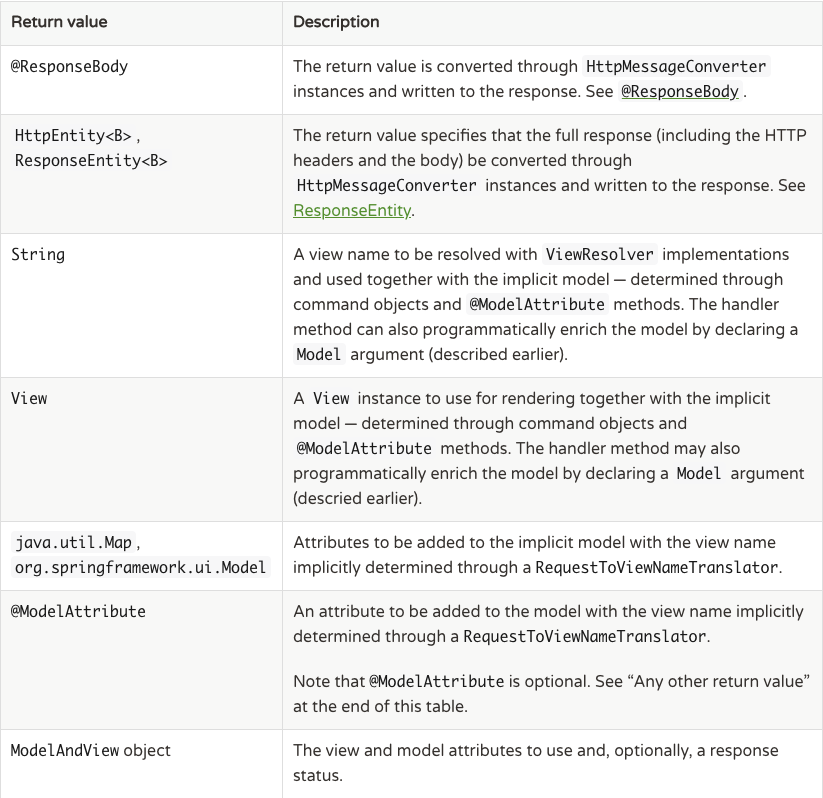 Return value Description
@ResponseBody The return value is converted through HttpMessageConverter
instances and written to the response. See @ResponseBody .
HttpEntity<B> , The return value specifies that the full response (including the HTTP
ResponseEntity<B> headers and the body) be converted through
HttpMessageConverter instances and written to the response. See
ResponseEntity.
String A view name to be resolved with ViewResolver implementations
and used together with the implicit model — determined through
command objects and @ModelAttribute methods. The handler
method can also programmatically enrich the model by declaring a
Model argument (described earlier).
View A View instance to use for rendering together with the implicit
model — determined through command objects and
@ModelAttribute methods. The handler method may also
programmatically enrich the model by declaring a Model argument
(descried earlier).
java.util.Map , Attributes to be added to the implicit model with the view name
org.springframework.ui.Model implicitly determined through a RequestToViewNameTranslator.
@ModelAttribute An attribute to be added to the model with the view name implicitly
determined through a RequestToViewNameTranslator.
Note that @ModelAttribute is optional. See “Any other return value”
at the end of this table.
ModelAndView object The view and model attributes to use and, optionally, a response
status.